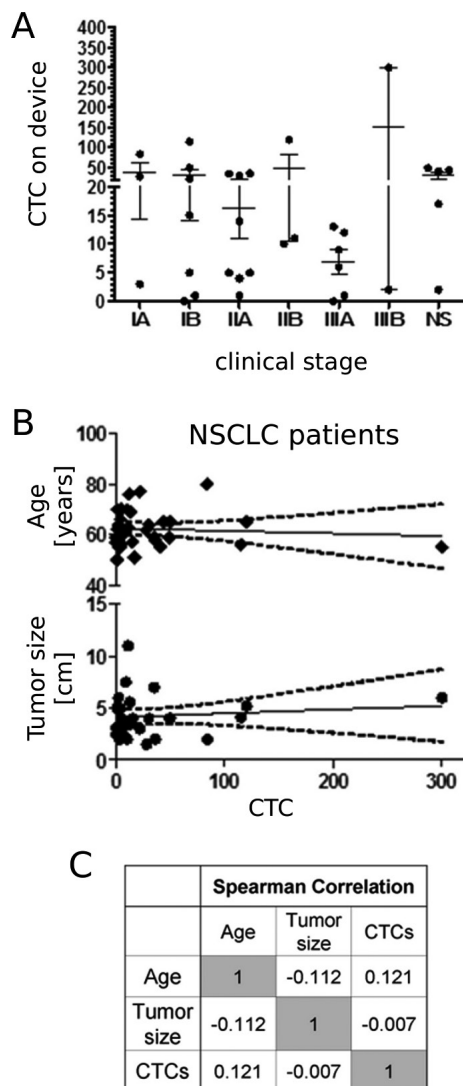 A
CTC on device
400
350
300
250
200
150
100
50
20
15
10
5
0
IA IB IIA IIB IIIA IIIB NS
clinical stage
B
NSCLC patients
Age
[years]
100
80
60
40
Tumor size
[cm]
15
10
5
0
0 100 200 300
CTC
C
Spearman Correlation
Age Tumor size CTCs
Age 1 -0.112 0.121
Tumor size -0.112 1 -0.007
CTCs 0.121 -0.007 1